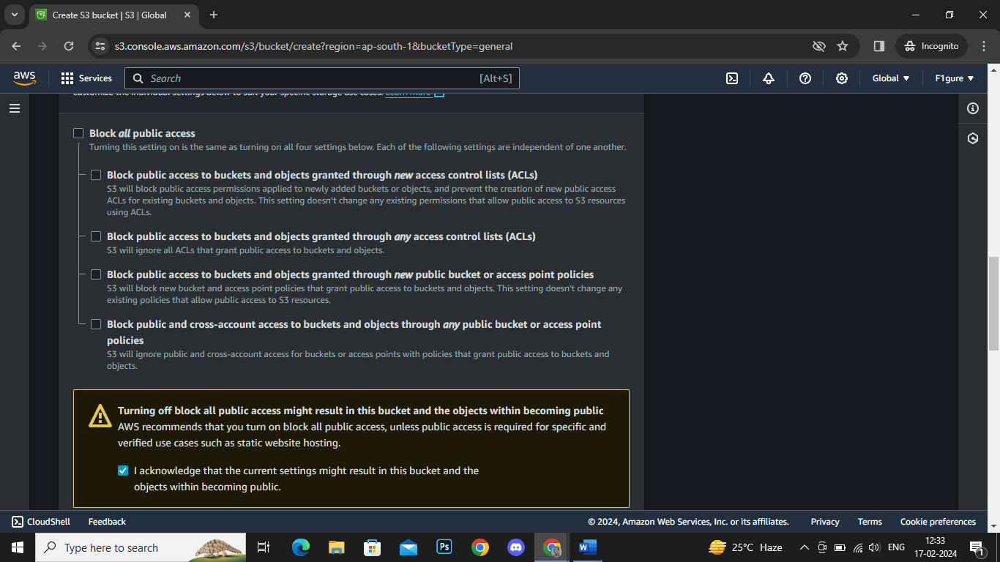 Create S3 bucket | S3 | Global
s3.console.aws.amazon.com/s3/bucket/create?region=ap-south-1&bucketType=general
Incognito
aws
Services
Search
[Alt+S]
Global
F1gure
customize the individual settings below to suit your specific storage use cases. Learn more
Block all public access
Turning this setting on is the same as turning on all four settings below. Each of the following settings are independent of one another.
Block public access to buckets and objects granted through new access control lists (ACLs)
S3 will block public access permissions applied to newly added buckets or objects, and prevent the creation of new public access
ACLs for existing buckets and objects. This setting doesn't change any existing permissions that allow public access to S3 resources
using ACLs.
Block public access to buckets and objects granted through any access control lists (ACLs)
S3 will ignore all ACLs that grant public access to buckets and objects.
Block public access to buckets and objects granted through new public bucket or access point policies
S3 will block new bucket and access point policies that grant public access to buckets and objects. This setting doesn't change any
existing policies that allow public access to S3 resources.
Block public and cross-account access to buckets and objects through any public bucket or access point
policies
S3 will ignore public and cross-account access for buckets or access points with policies that grant public access to buckets and
objects.
Turning off block all public access might result in this bucket and the objects within becoming public
AWS recommends that you turn on block all public access, unless public access is required for specific and
verified use cases such as static website hosting.
I acknowledge that the current settings might result in this bucket and the
objects within becoming public.
CloudShell
Feedback
© 2024, Amazon Web Services, Inc. or its affiliates.
Privacy
Terms
Cookie preferences
Type here to search
Ps
W
25°C Haze
ENG
12:33
17-02-2024
1